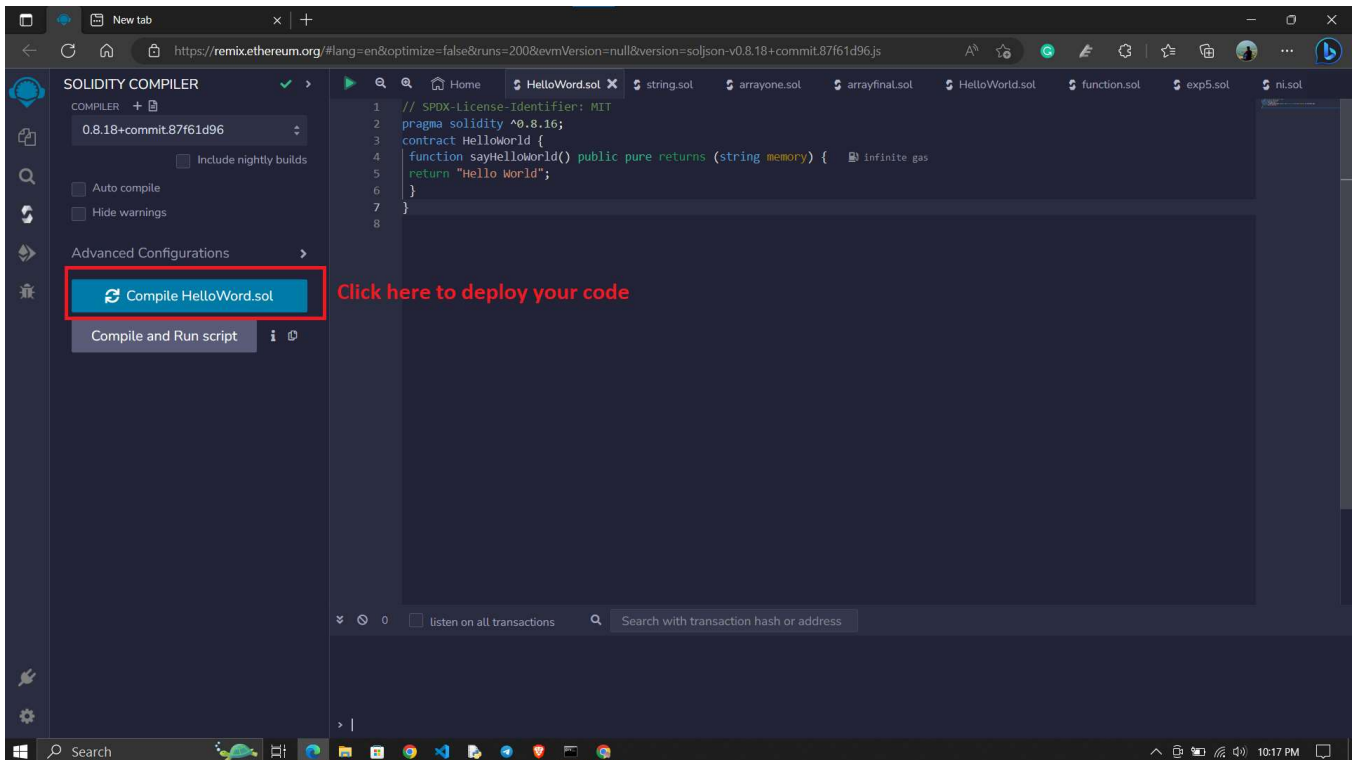 New tab
https://remix.ethereum.org/#lang=en&optimize=false&runs=200&evmVersion=null&version=soljson-v0.8.18+commit.87f61d96.js
SOLIDITY COMPILER
COMPILER
0.8.18+commit.87f61d96
Include nightly builds
Auto compile
Hide warnings
Advanced Configurations
Compile HelloWord.sol
Compile and Run script
Click here to deploy your code
Home HelloWord.sol string.sol arrayone.sol arrayfinal.sol HelloWorld.sol function.sol exp5.sol ni.sol
1 // SPDX-License-Identifier: MIT
2 pragma solidity ^0.8.16;
3 contract HelloWorld {
4 function sayHelloWorld() public pure returns (string memory) { infinite gas
5 return "Hello World";
6 }
7 }
8
0 listen on all transactions Search with transaction hash or address
>
Search
10:17 PM